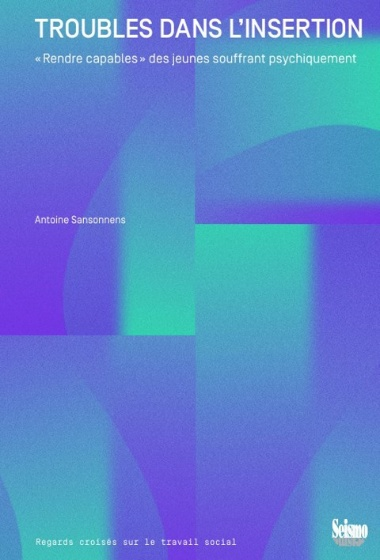 TROUBLES DANS L'INSERTION
« Rendre capables » des jeunes souffrant psychiquement
Antoine Sansonnens
Seismo
Regards croisés sur le travail social